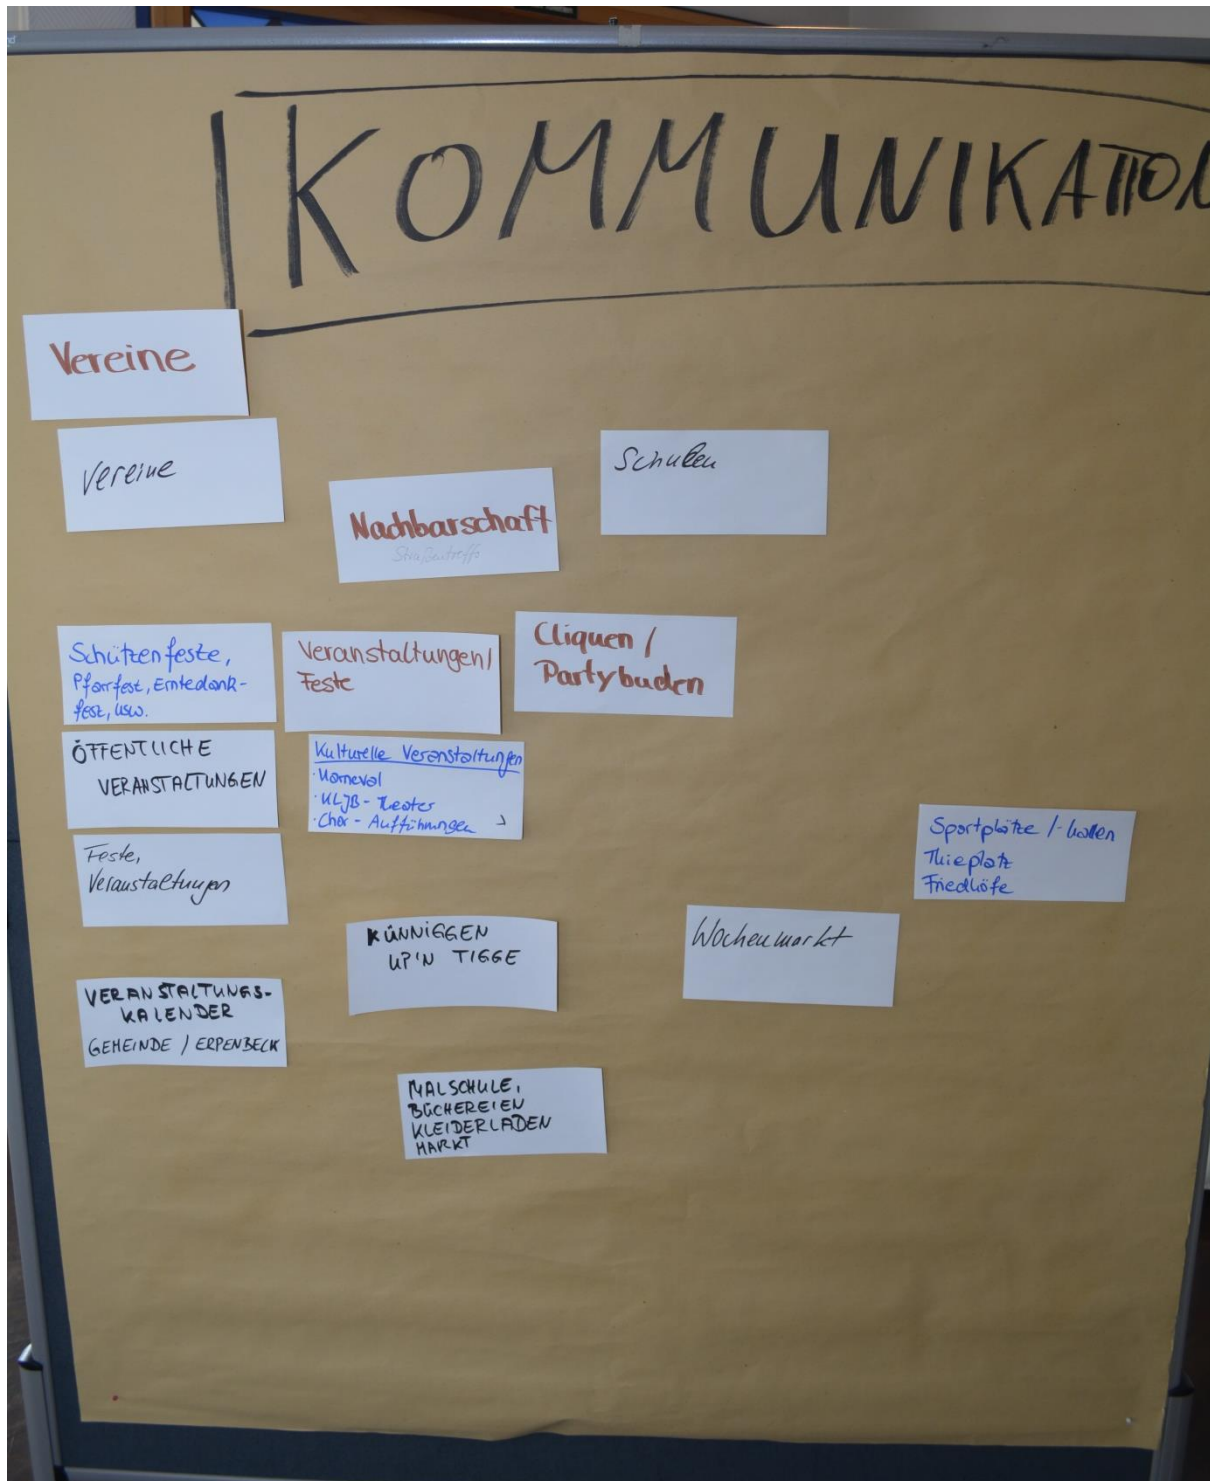 KOMMUNIKATION
Vereine
Vereine
Schulen
Nachbarschaft
Straßentreffs
Schützenfeste,
Pfarrfest, Erntedank-
fest, usw.
Veranstaltungen/
Feste
Cliquen /
Partybuden
ÖFFENTLICHE
VERANSTALTUNGEN
Kulturelle Veranstaltungen
· Karneval
· KLJB - Theater
· Chor - Aufführungen
Feste,
Veranstaltungen
Sportplätze /-hallen
Thieplatz
Friedhöfe
KÜNNIGGEN
UP'N TIGGE
Wochenmarkt
VERANSTALTUNGS-
KALENDER
GEMEINDE / ERPENBECK
MALSCHULE,
BÜCHEREIEN
KLEIDERLADEN
MARKT